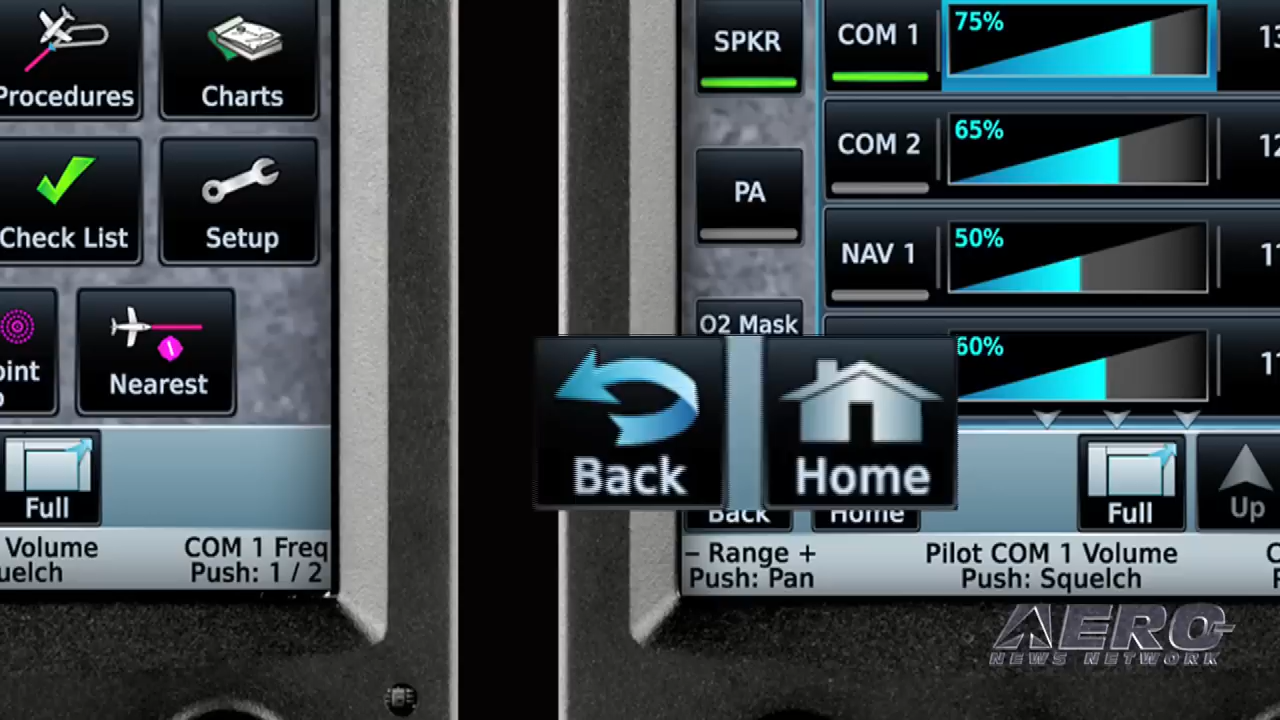 Procedures
Charts
Check List
Setup
Nearest
Full
Volume
COM 1 Freq
Push: 1 / 2
SPKR
COM 1
75%
PA
COM 2
65%
NAV 1
50%
O2 Mask
60%
Back
Home
Back
Home
Full
Up
- Range +
Push: Pan
Pilot COM 1 Volume
Push: Squelch
AERO-
NEWS NETWORK